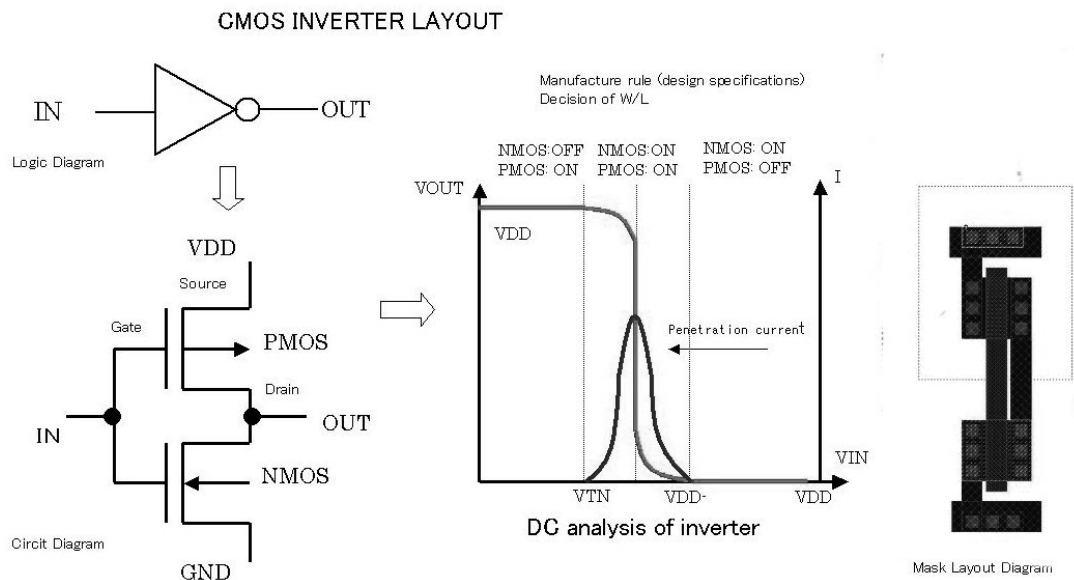 CMOS INVERTER LAYOUT
IN
OUT
Logic Diagram
VDD
Source
Gate
PMOS
Drain
IN
OUT
NMOS
Circit Diagram
GND
Manufacture rule (design specifications)
Decision of W/L
NMOS:OFF
PMOS: ON
NMOS:ON
PMOS: ON
NMOS: ON
PMOS: OFF
VOUT
I
VDD
Penetration current
VIN
VTN
VDD-
VDD
DC analysis of inverter
Mask Layout Diagram